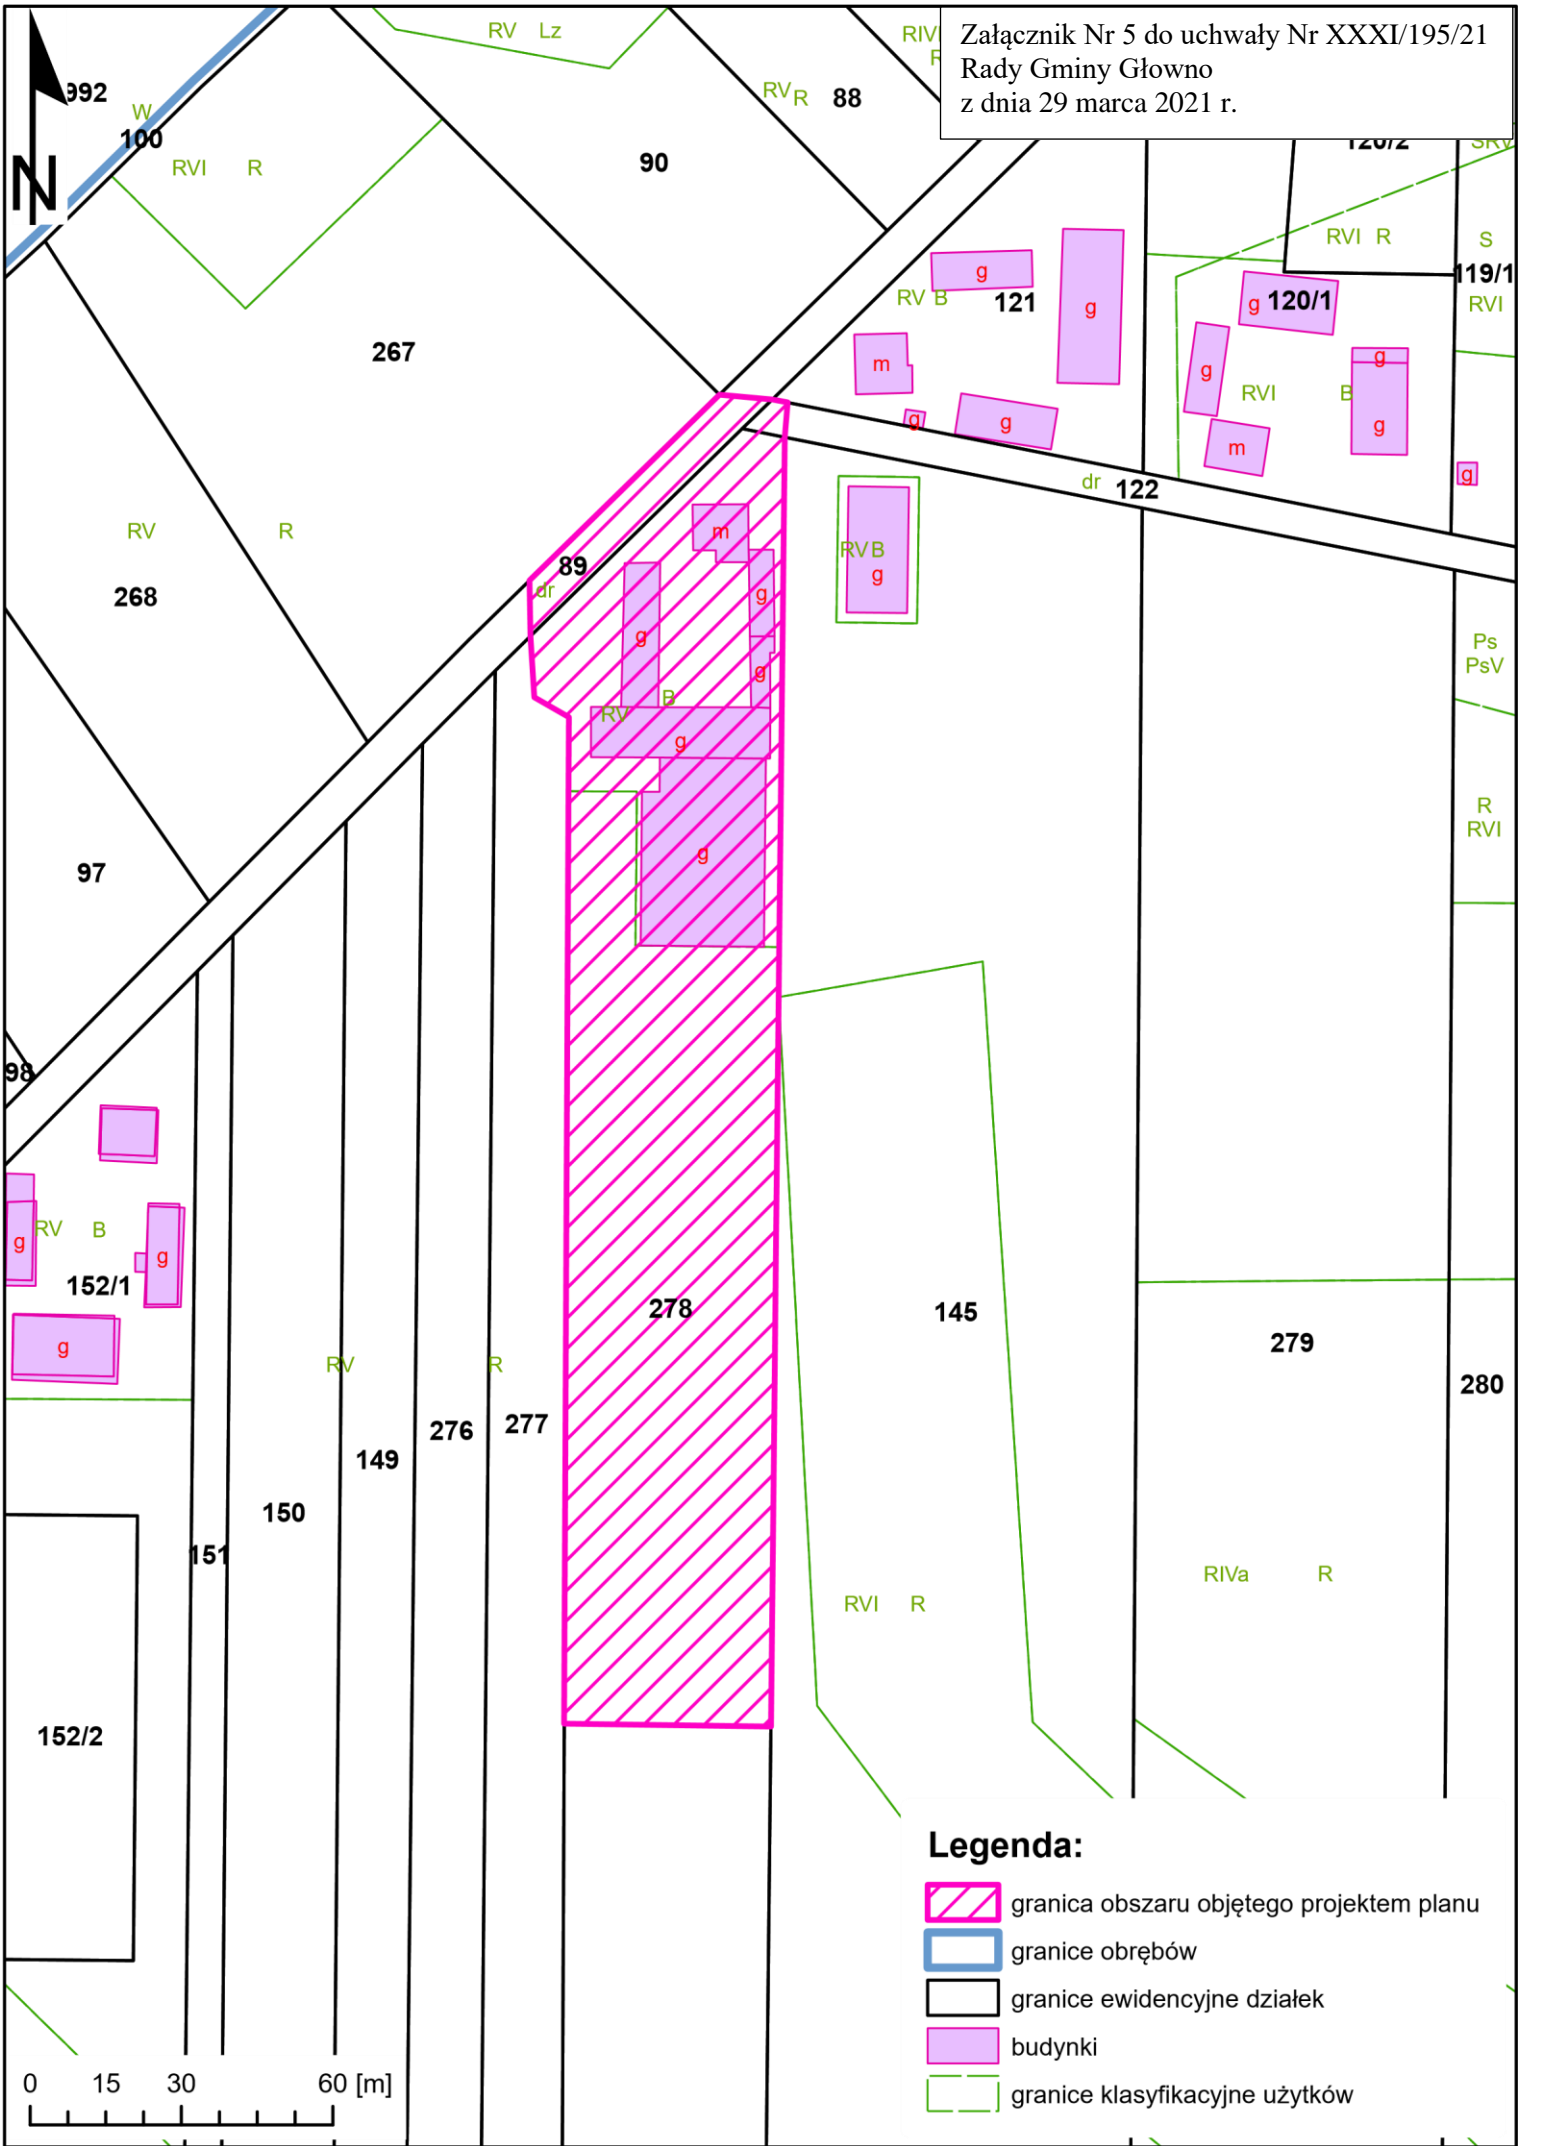 Załącznik Nr 5 do uchwały Nr XXXI/195/21
Rady Gminy Głowno
z dnia 29 marca 2021 r.
N
992
W
100
RVI R
RV Lz
90
RV R 88
RIV
R
120/2
SRV
RVI R
S
119/1
RVI
g
RV B
121
g
g 120/1
267
m
g
g
g
g
RVI B
g
m
g
dr 122
RV R
268
89
dr
m
g
g
g
RV B
g
RVB
g
Ps
PsV
R
RVI
97
g
98
RV B
g
g
152/1
g
278
145
279
280
RV R
277
276
149
150
151
RVI R
RIVa R
152/2
Legenda:
granica obszaru objętego projektem planu
granice obrębów
granice ewidencyjne działek
budynki
granice klasyfikacyjne użytków
0 15 30 60 [m]